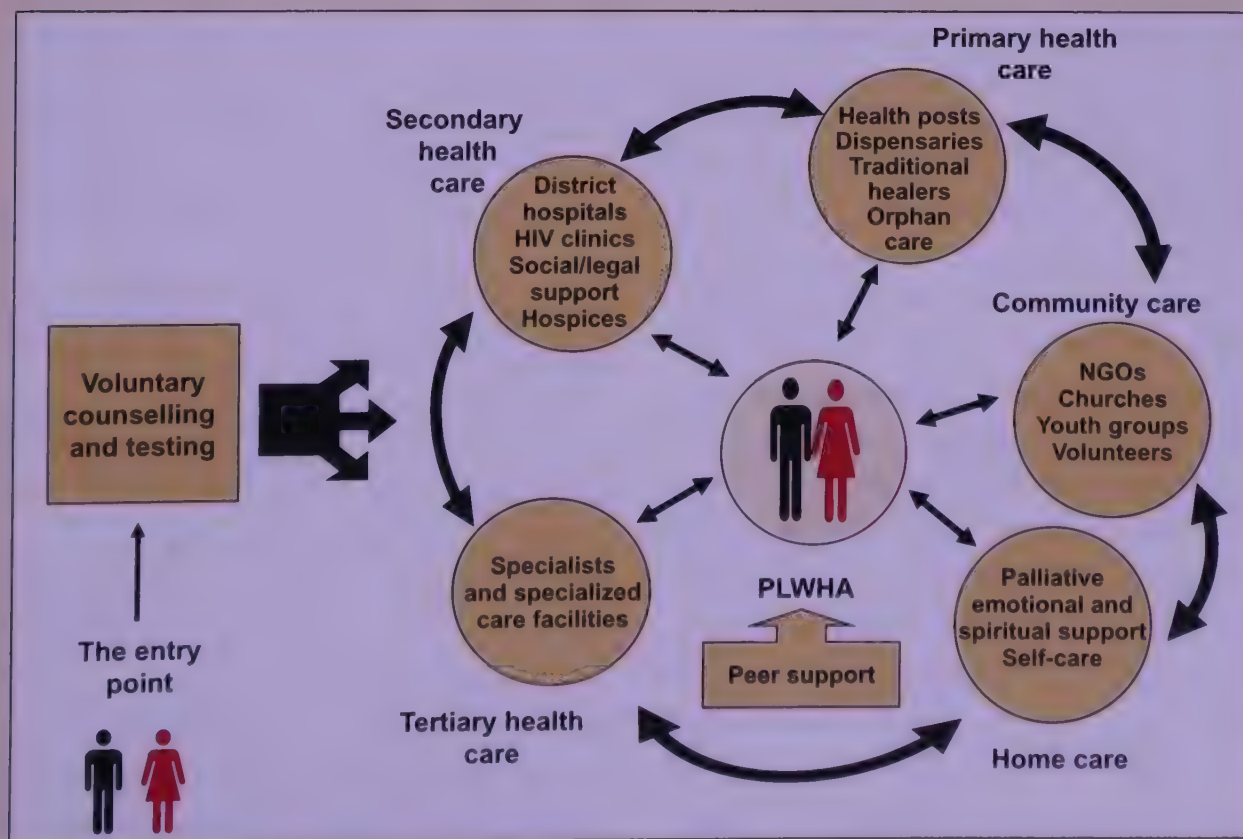 Primary health
care
Health posts
Dispensaries
Traditional
healers
Orphan
care
Secondary
health
care
District
hospitals
HIV clinics
Social/legal
support
Hospices
Community care
NGOs
Churches
Youth groups
Volunteers
Voluntary
counselling
and testing
The entry
point
Specialists
and specialized
care facilities
Tertiary health
care
PLWHA
Peer support
Palliative
emotional and
spiritual support
Self-care
Home care